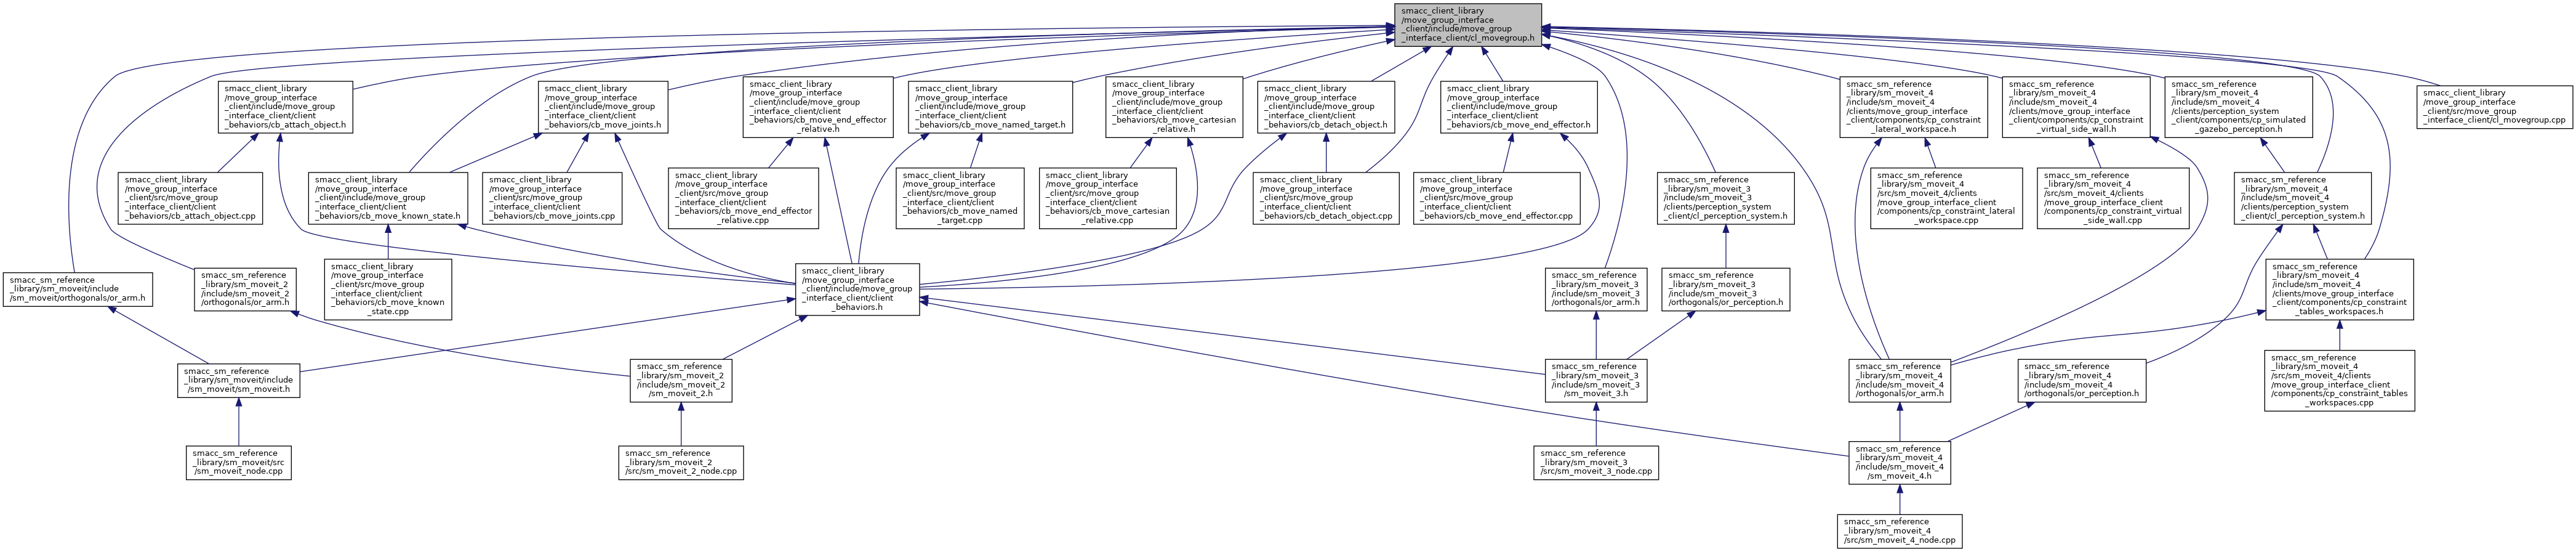 smacc_client_library
/move_group_interface
_client/include/move_group
_interface_client/cl_movegroup.h
smacc_client_library
/move_group_interface
_client/include/move_group
_interface_client/client
_behaviors/cb_attach_object.h
smacc_client_library
/move_group_interface
_client/include/move_group
_interface_client/client
_behaviors/cb_move_joints.h
smacc_client_library
/move_group_interface
_client/include/move_group
_interface_client/client
_behaviors/cb_move_end_effector
_relative.h
smacc_client_library
/move_group_interface
_client/include/move_group
_interface_client/client
_behaviors/cb_move_named_target.h
smacc_client_library
/move_group_interface
_client/include/move_group
_interface_client/client
_behaviors/cb_move_cartesian
_relative.h
smacc_client_library
/move_group_interface
_client/include/move_group
_interface_client/client
_behaviors/cb_detach_object.h
smacc_client_library
/move_group_interface
_client/include/move_group
_interface_client/client
_behaviors/cb_move_end_effector.h
smacc_sm_reference
_library/sm_moveit_4
/include/sm_moveit_4
/clients/move_group_interface
_client/components/cp_constraint
_lateral_workspace.h
smacc_sm_reference
_library/sm_moveit_4
/include/sm_moveit_4
/clients/move_group_interface
_client/components/cp_constraint
_virtual_side_wall.h
smacc_sm_reference
_library/sm_moveit_4
/include/sm_moveit_4
/clients/perception_system
_client/components/cp_simulated
_gazebo_perception.h
smacc_client_library
/move_group_interface
_client/src/move_group
_interface_client/cl_movegroup.cpp
smacc_client_library
/move_group_interface
_client/src/move_group
_interface_client/client
_behaviors/cb_attach_object.cpp
smacc_client_library
/move_group_interface
_client/include/move_group
_interface_client/client
_behaviors/cb_move_known_state.h
smacc_client_library
/move_group_interface
_client/src/move_group
_interface_client/client
_behaviors/cb_move_joints.cpp
smacc_client_library
/move_group_interface
_client/src/move_group
_interface_client/client
_behaviors/cb_move_end_effector
_relative.cpp
smacc_client_library
/move_group_interface
_client/src/move_group
_interface_client/client
_behaviors/cb_move_named
_target.cpp
smacc_client_library
/move_group_interface
_client/src/move_group
_interface_client/client
_behaviors/cb_move_cartesian
_relative.cpp
smacc_client_library
/move_group_interface
_client/src/move_group
_interface_client/client
_behaviors/cb_detach_object.cpp
smacc_client_library
/move_group_interface
_client/src/move_group
_interface_client/client
_behaviors/cb_move_end_effector.cpp
smacc_sm_reference
_library/sm_moveit_3
/include/sm_moveit_3
/clients/perception_system
_client/cl_perception_system.h
smacc_sm_reference
_library/sm_moveit_4
/src/sm_moveit_4/clients
/move_group_interface_client
/components/cp_constraint_lateral
_workspace.cpp
smacc_sm_reference
_library/sm_moveit_4
/src/sm_moveit_4/clients
/move_group_interface_client
/components/cp_constraint_virtual
_side_wall.cpp
smacc_sm_reference
_library/sm_moveit_4
/include/sm_moveit_4
/clients/perception_system
_client/cl_perception_system.h
smacc_sm_reference
_library/sm_moveit/include
/sm_moveit/orthogonals/or_arm.h
smacc_sm_reference
_library/sm_moveit_2
/include/sm_moveit_2
/orthogonals/or_arm.h
smacc_client_library
/move_group_interface
_client/src/move_group
_interface_client/client
_behaviors/cb_move_known
_state.cpp
smacc_client_library
/move_group_interface
_client/include/move_group
_interface_client/client
_behaviors.h
smacc_sm_reference
_library/sm_moveit_3
/include/sm_moveit_3
/orthogonals/or_arm.h
smacc_sm_reference
_library/sm_moveit_3
/include/sm_moveit_3
/orthogonals/or_perception.h
smacc_sm_reference
_library/sm_moveit_4
/include/sm_moveit_4
/clients/move_group_interface
_client/components/cp_constraint
_tables_workspaces.h
smacc_sm_reference
_library/sm_moveit/include
/sm_moveit/sm_moveit.h
smacc_sm_reference
_library/sm_moveit_2
/include/sm_moveit_2
/sm_moveit_2.h
smacc_sm_reference
_library/sm_moveit_3
/include/sm_moveit_3
/sm_moveit_3.h
smacc_sm_reference
_library/sm_moveit_4
/include/sm_moveit_4
/orthogonals/or_arm.h
smacc_sm_reference
_library/sm_moveit_4
/include/sm_moveit_4
/orthogonals/or_perception.h
smacc_sm_reference
_library/sm_moveit_4
/src/sm_moveit_4/clients
/move_group_interface_client
/components/cp_constraint_tables
_workspaces.cpp
smacc_sm_reference
_library/sm_moveit/src
/sm_moveit_node.cpp
smacc_sm_reference
_library/sm_moveit_2
/src/sm_moveit_2_node.cpp
smacc_sm_reference
_library/sm_moveit_3
/src/sm_moveit_3_node.cpp
smacc_sm_reference
_library/sm_moveit_4
/include/sm_moveit_4
/sm_moveit_4.h
smacc_sm_reference
_library/sm_moveit_4
/src/sm_moveit_4_node.cpp